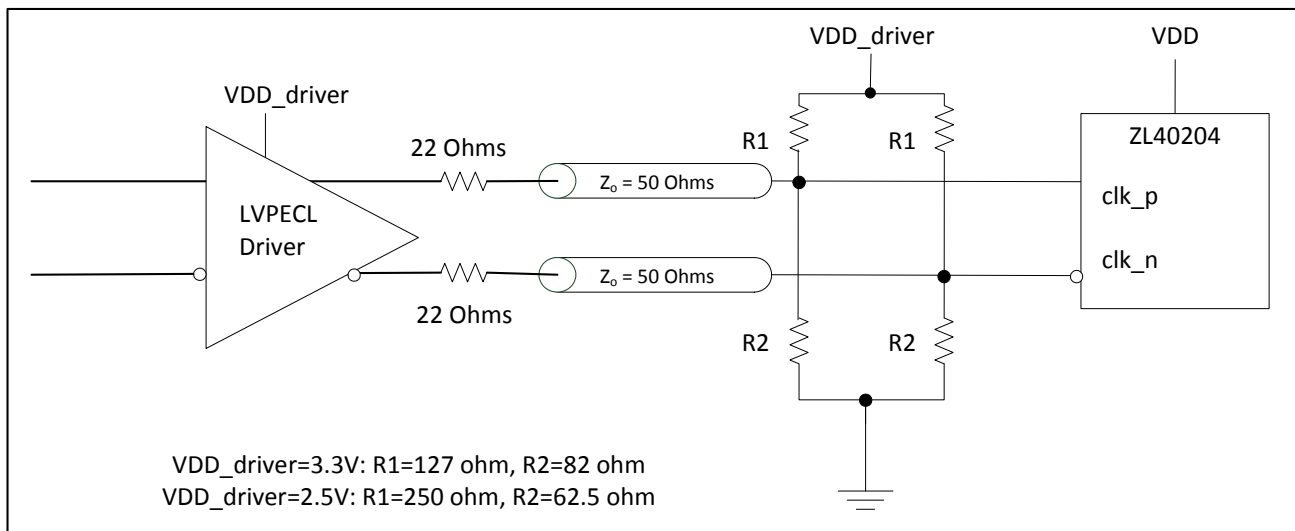 VDD_driver
VDD
VDD_driver
ZL40204
22 Ohms
R1
R1
Zo = 50 Ohms
clk_p
LVPECL
Driver
clk_n
Zo = 50 Ohms
22 Ohms
R2
R2
VDD_driver=3.3V: R1=127 ohm, R2=82 ohm
VDD_driver=2.5V: R1=250 ohm, R2=62.5 ohm